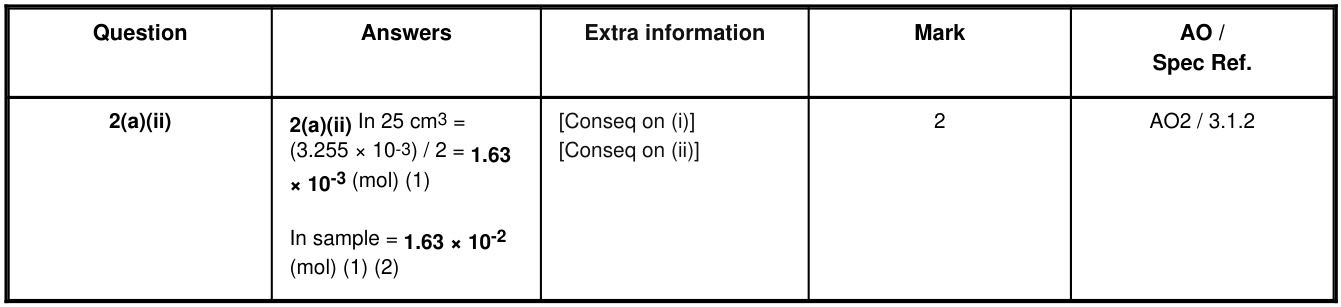 Question Answers Extra information Mark AO /
Spec Ref.
2(a)(ii)
2(a)(ii) In 25 cm3 =
(3.255 × 10-3) / 2 = 1.63
× 10-3 (mol) (1)
In sample = 1.63 × 10-2
(mol) (1) (2)
[Conseq on (i)]
[Conseq on (ii)]
2
AO2 / 3.1.2